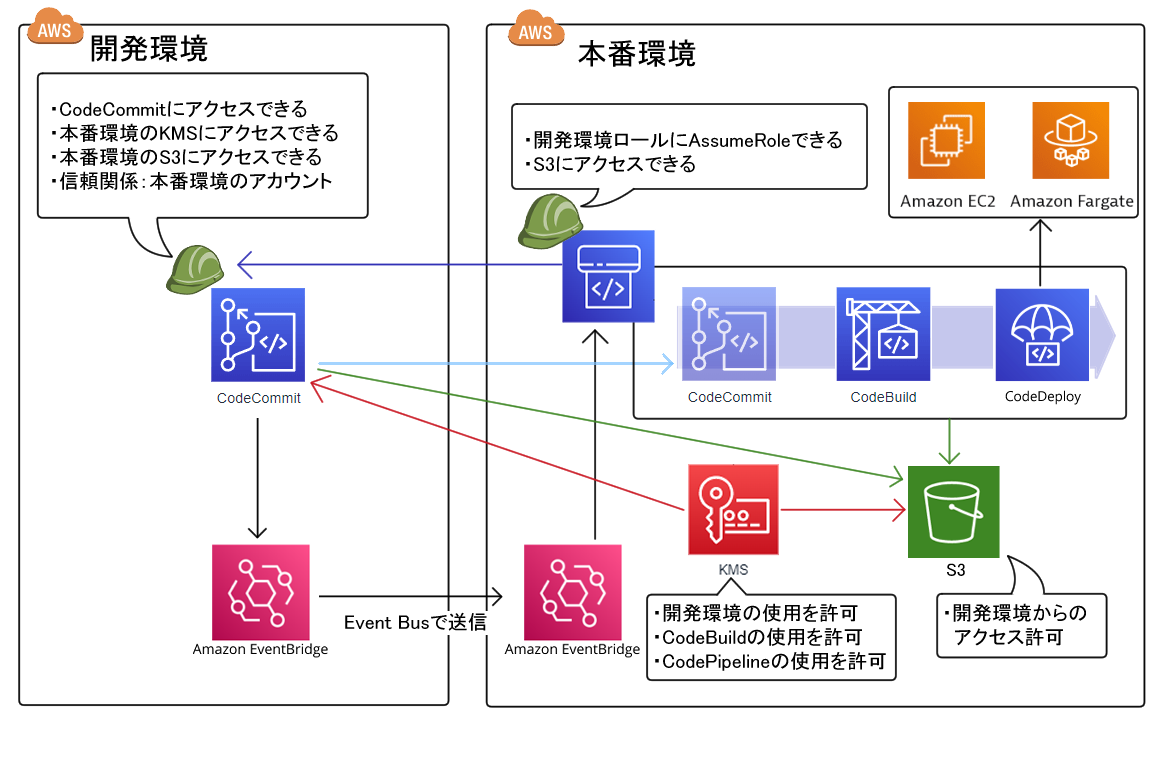 AWS
開発環境
・CodeCommitにアクセスできる
・本番環境のKMSにアクセスできる
・本番環境のS3にアクセスできる
・信頼関係：本番環境のアカウント
CodeCommit
Amazon EventBridge
Event Busで送信
AWS
本番環境
・開発環境ロールにAssumeRoleできる
・S3にアクセスできる
Amazon EC2
Amazon Fargate
CodeCommit
CodeBuild
CodeDeploy
KMS
S3
Amazon EventBridge
・開発環境の使用を許可
・CodeBuildの使用を許可
・CodePipelineの使用を許可
・開発環境からの
アクセス許可